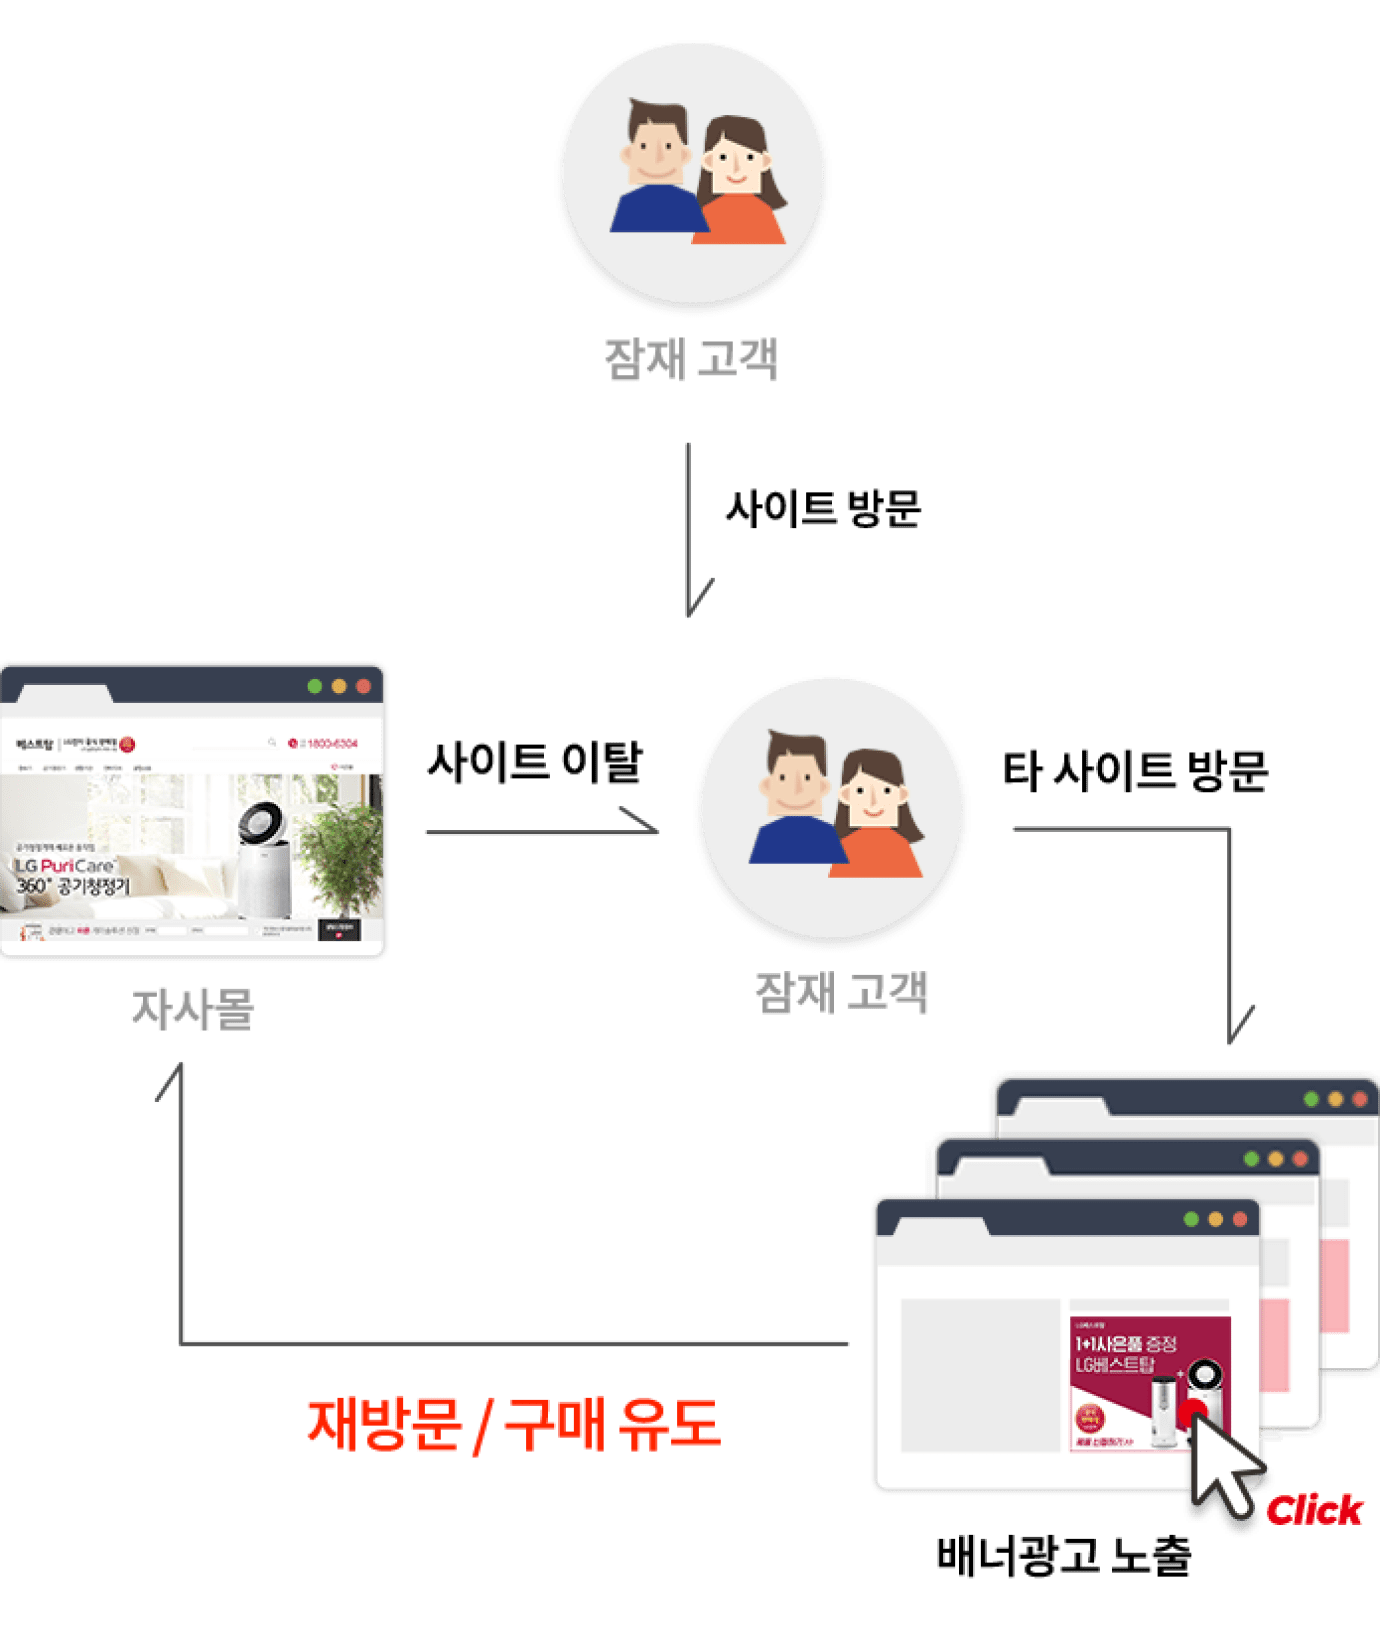 잠재 고객
사이트 방문
베스트탑
1800-6304
LG PuriCare
360° 공기청정기
자사몰
사이트 이탈
잠재 고객
타 사이트 방문
1+1사은품 증정
LG베스트탑
배너광고 노출
Click
재방문 / 구매 유도